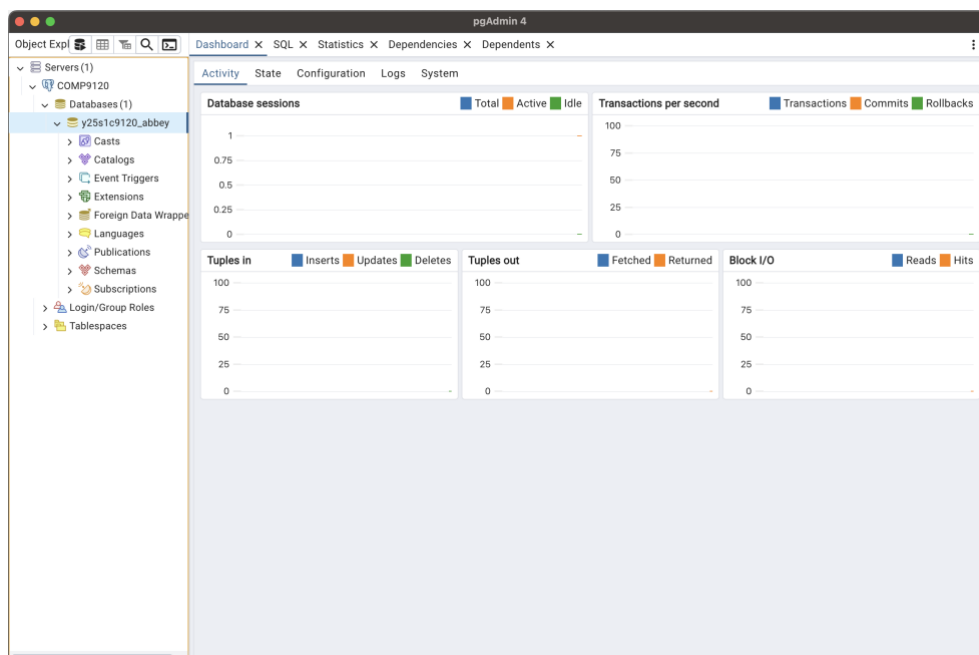 pgAdmin 4
Object Expl
Dashboard SQL Statistics Dependencies Dependents
Servers (1)
COMP9120
Databases (1)
y25s1c9120_abbey
Casts
Catalogs
Event Triggers
Extensions
Foreign Data Wrappe
Languages
Publications
Schemas
Subscriptions
Login/Group Roles
Tablespaces
Activity State Configuration Logs System
Database sessions Total Active Idle
1
0.75
0.5
0.25
0
Transactions per second Transactions Commits Rollbacks
100
75
50
25
0
Tuples in Inserts Updates Deletes
100
75
50
25
0
Tuples out Fetched Returned
100
75
50
25
0
Block I/O Reads Hits
100
75
50
25
0